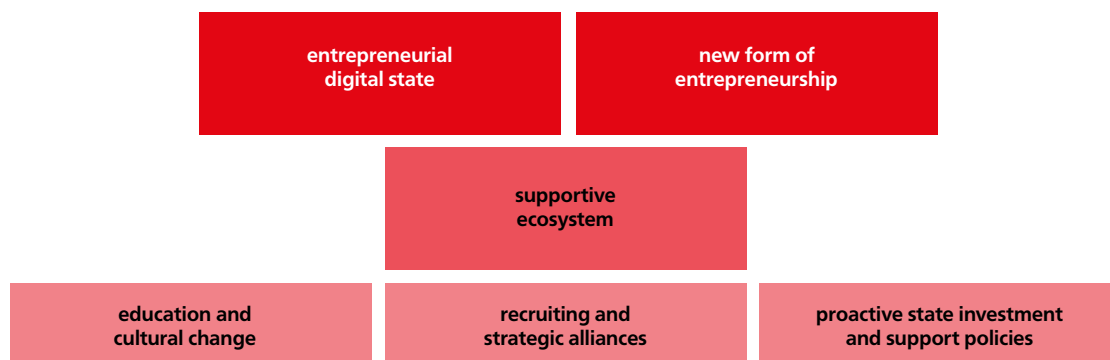 entrepreneurial
digital state
new form of
entrepreneurship
supportive
ecosystem
education and
cultural change
recruiting and
strategic alliances
proactive state investment
and support policies